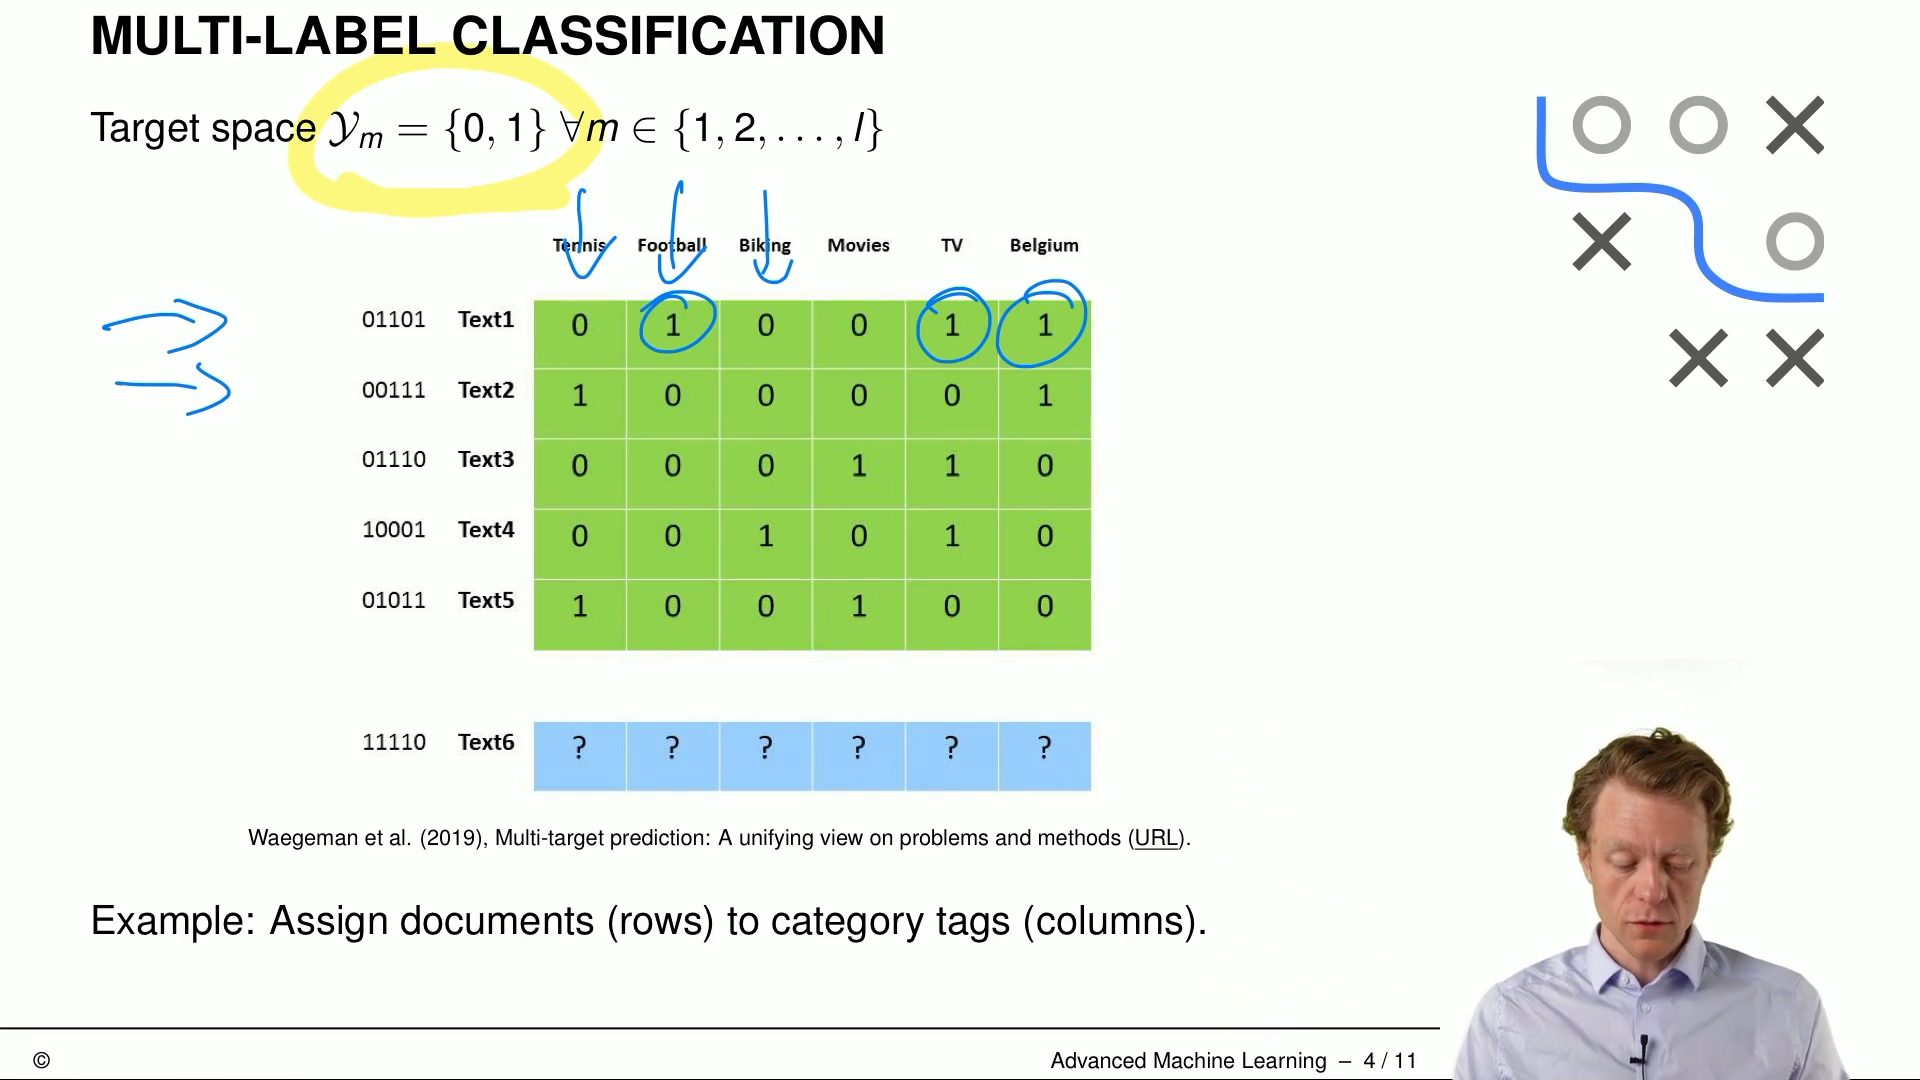 MULTI-LABEL CLASSIFICATION
Target space 𝒴ₘ = {0, 1} ∀m ∈ {1, 2, . . . , l}
Tennis Football Biking Movies TV Belgium
01101 Text1 0 1 0 0 1 1
00111 Text2 1 0 0 0 0 1
01110 Text3 0 0 0 1 1 0
10001 Text4 0 0 1 0 1 0
01011 Text5 1 0 0 1 0 0
11110 Text6 ? ? ? ? ? ?
Waegeman et al. (2019), Multi-target prediction: A unifying view on problems and methods (URL).
Example: Assign documents (rows) to category tags (columns).
© Advanced Machine Learning – 4 / 11